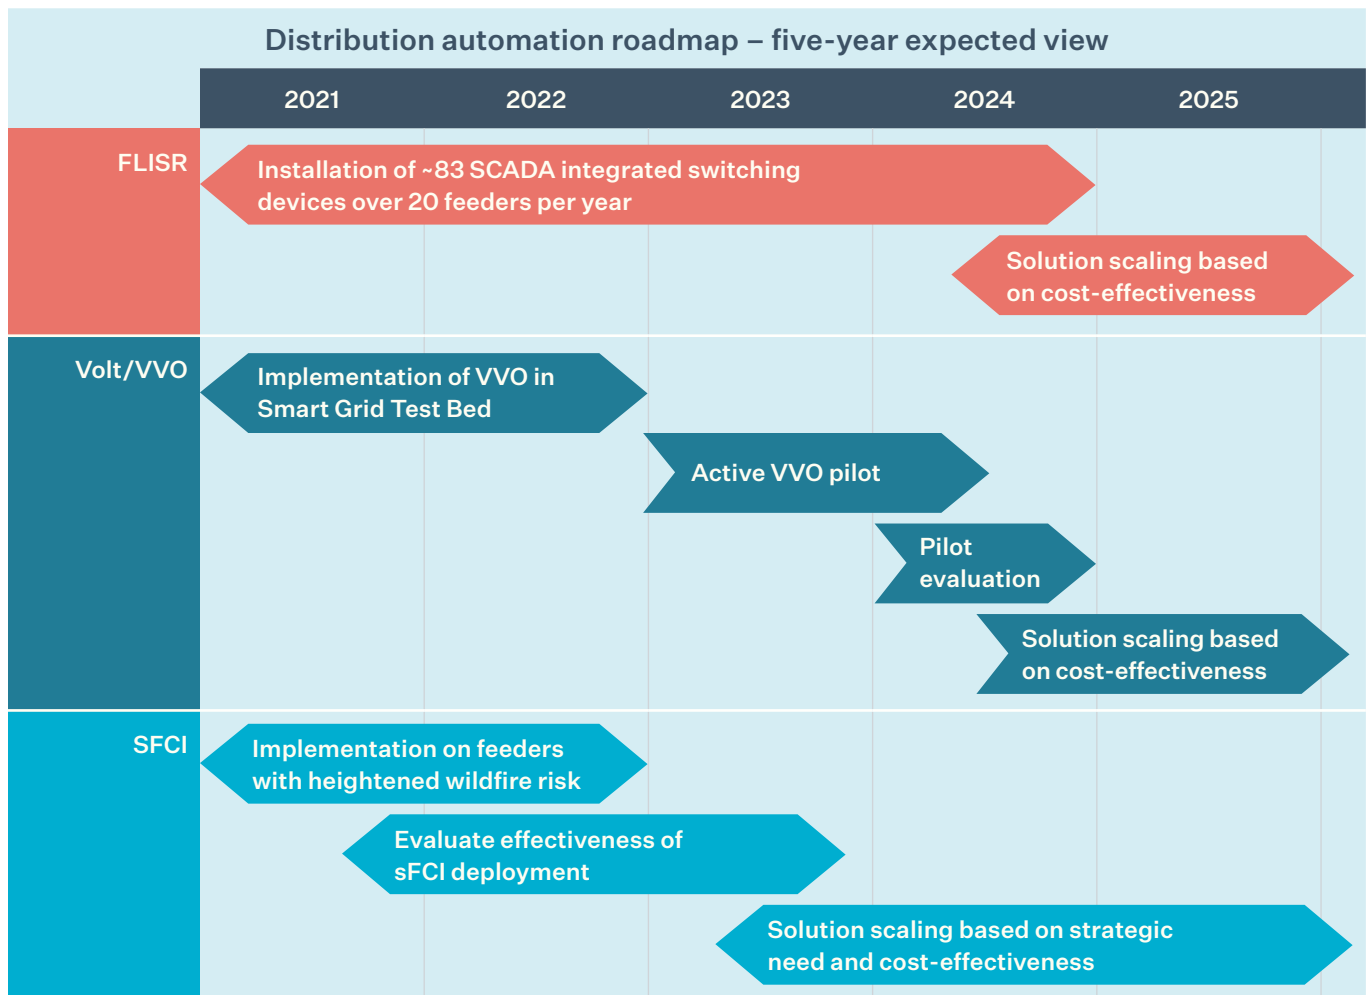 Distribution automation roadmap – five-year expected view
2021 2022 2023 2024 2025
FLISR
Installation of ~83 SCADA integrated switching
devices over 20 feeders per year
Solution scaling based
on cost-effectiveness
Volt/VVO
Implementation of VVO in
Smart Grid Test Bed
Active VVO pilot
Pilot
evaluation
Solution scaling based
on cost-effectiveness
SFCI
Implementation on feeders
with heightened wildfire risk
Evaluate effectiveness of
sFCI deployment
Solution scaling based on strategic
need and cost-effectiveness